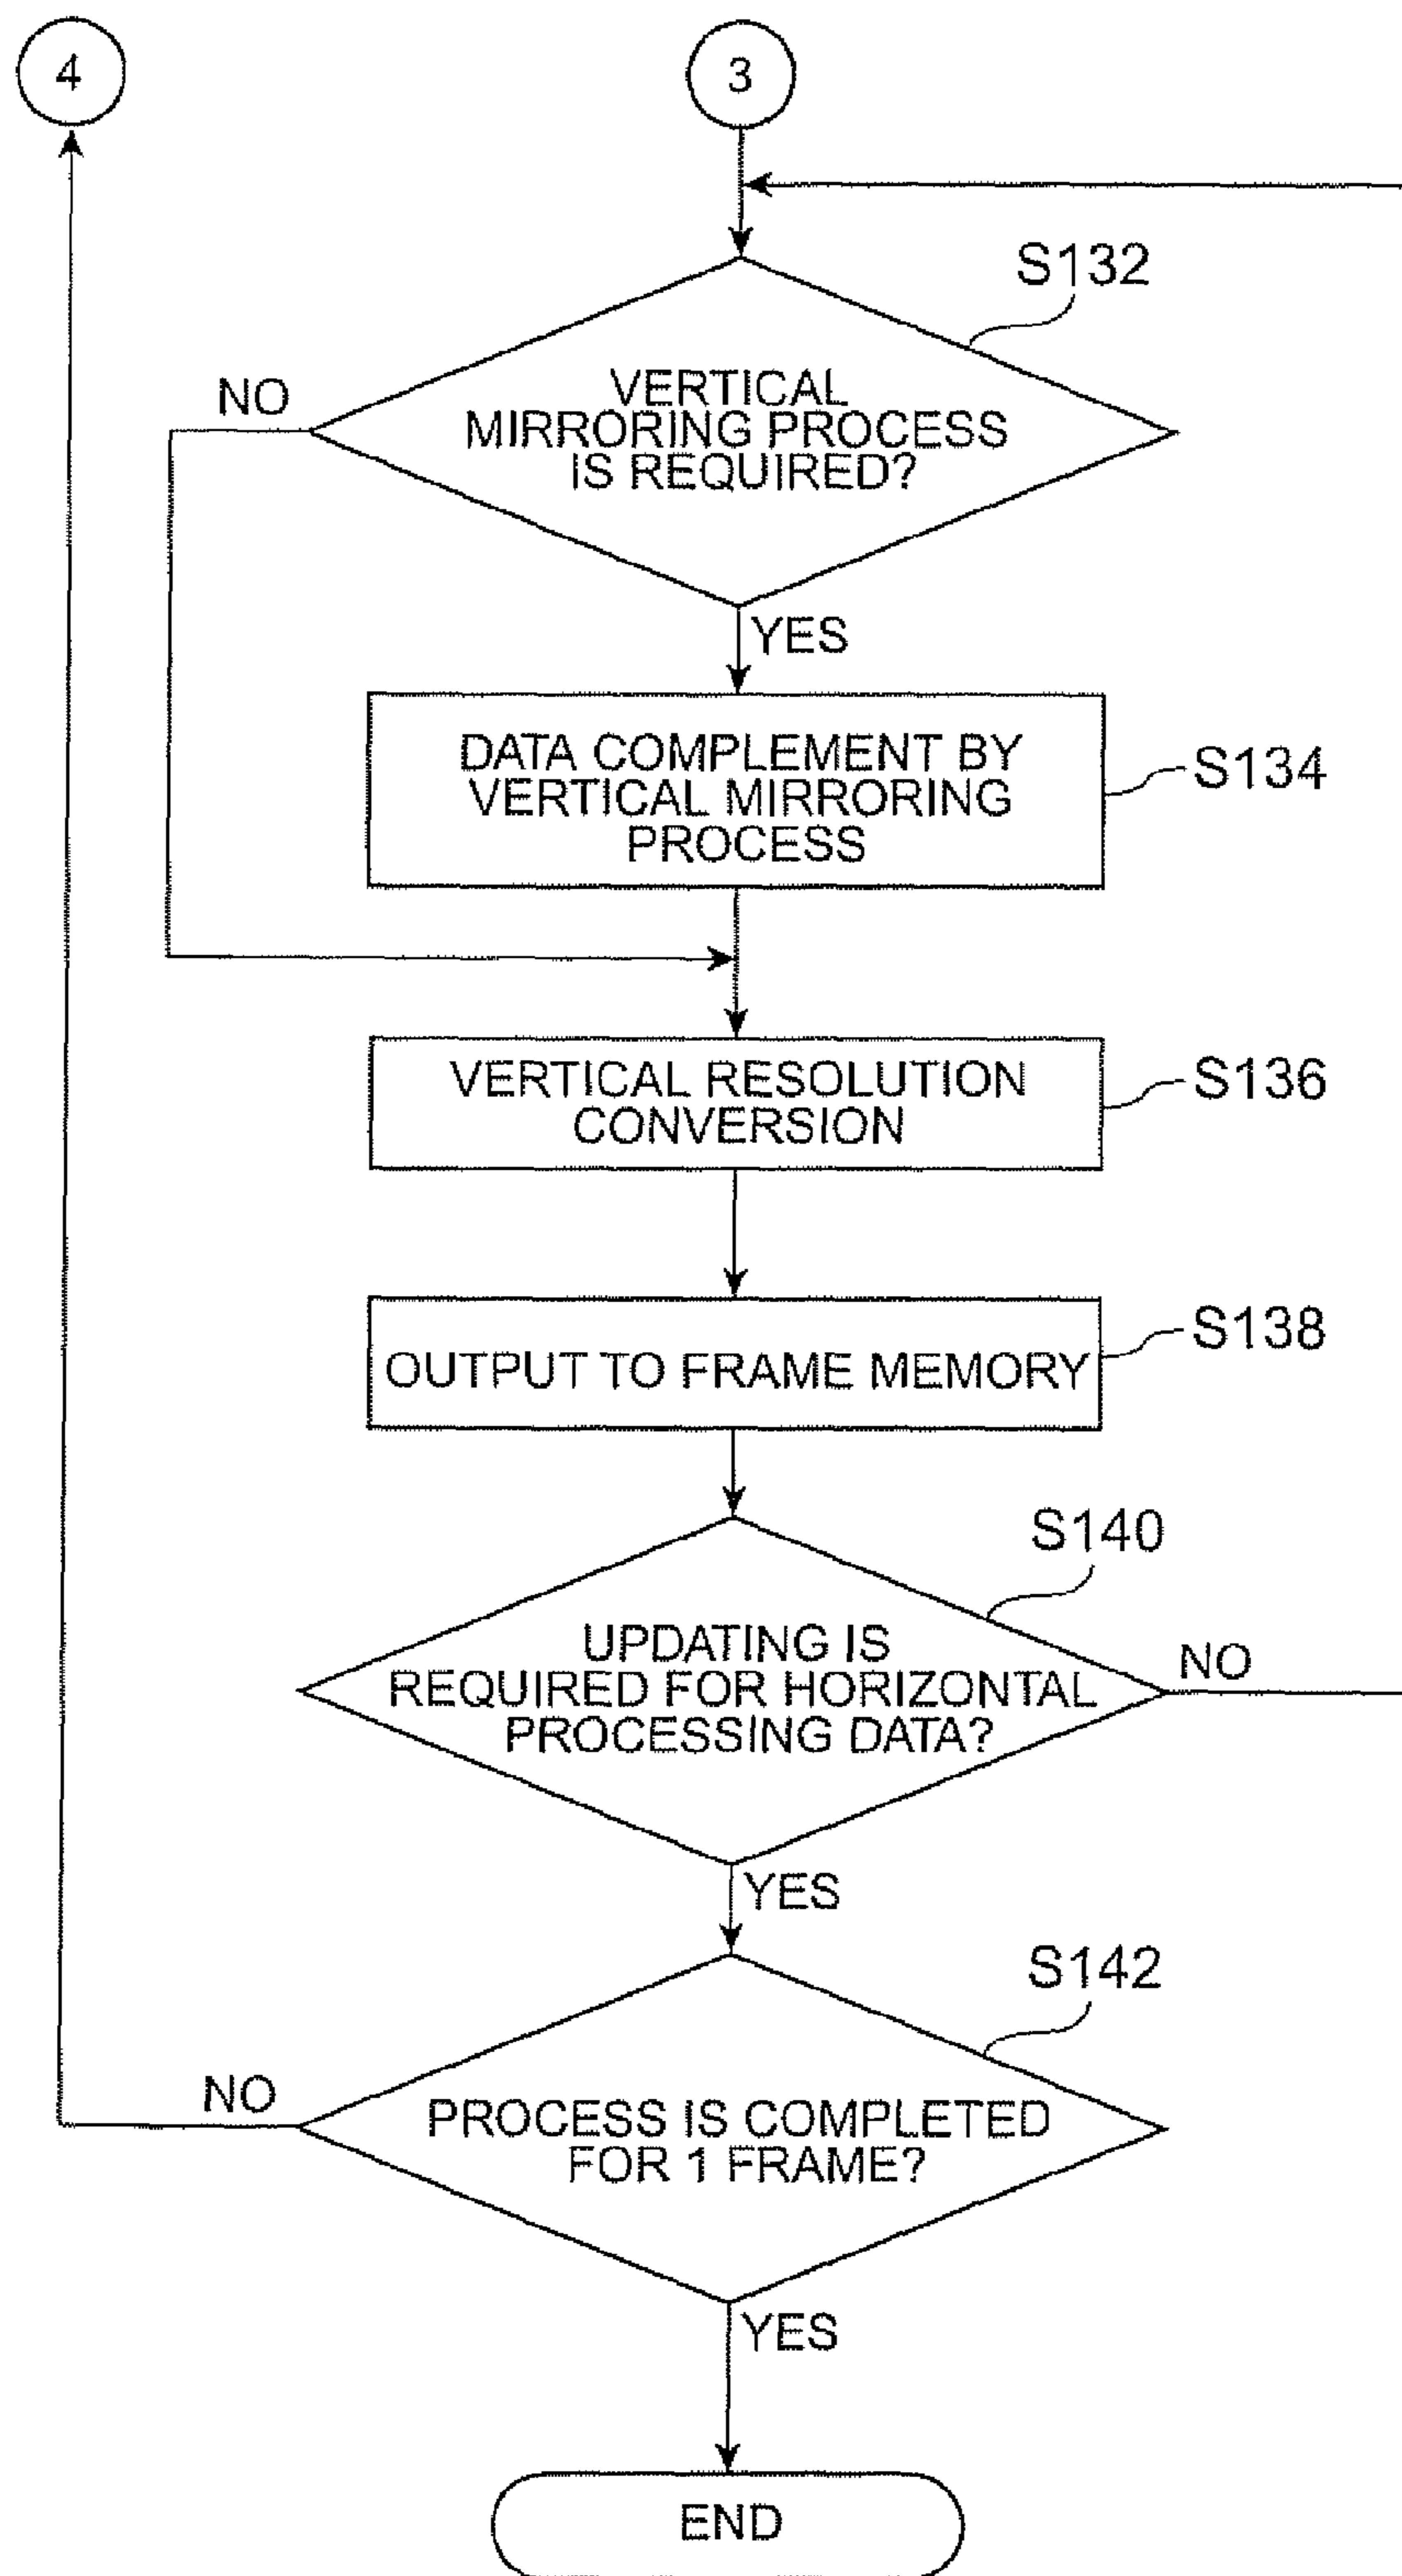 4
3
S132
NO
VERTICAL
MIRRORING PROCESS
IS REQUIRED?
YES
DATA COMPLEMENT BY
VERTICAL MIRRORING
PROCESS
S134
VERTICAL RESOLUTION
CONVERSION
S136
OUTPUT TO FRAME MEMORY
S138
S140
UPDATING IS
REQUIRED FOR HORIZONTAL
PROCESSING DATA?
NO
YES
S142
NO
PROCESS IS COMPLETED
FOR 1 FRAME?
YES
END